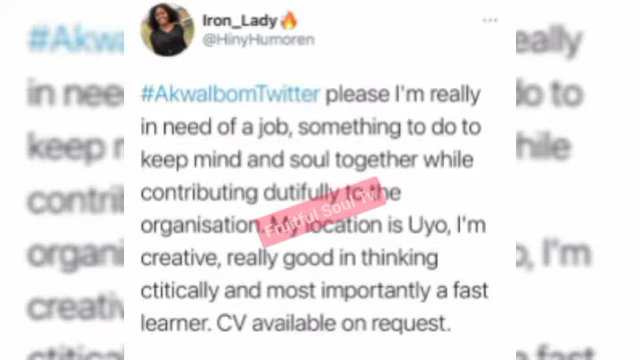 Iron_Lady🔥
@HinyHumoren
#AkwaIbomTwitter please I'm really
in need of a job, something to do to
keep mind and soul together while
contributing dutifully to the
organisation. My location is Uyo, I'm
creative, really good in thinking
ctitically and most importantly a fast
learner. CV available on request.
Fruitful Soul Tv